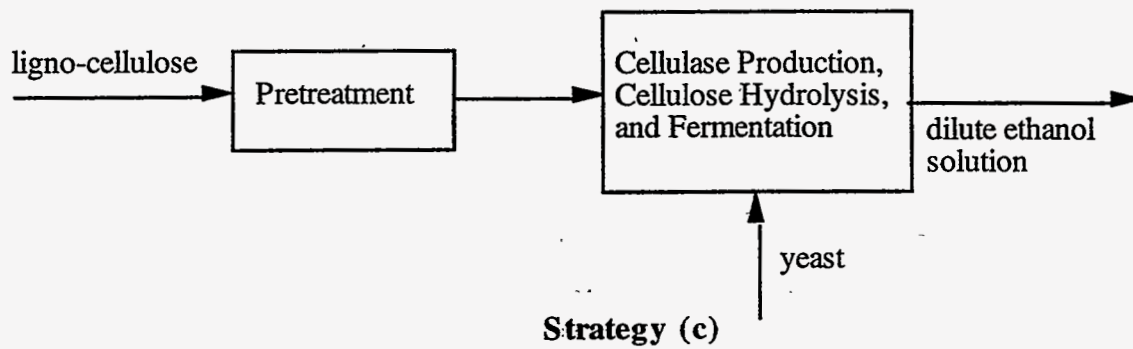 ligno-cellulose
Pretreatment
Cellulase Production,
Cellulose Hydrolysis,
and Fermentation
dilute ethanol
solution
yeast
Strategy (c)